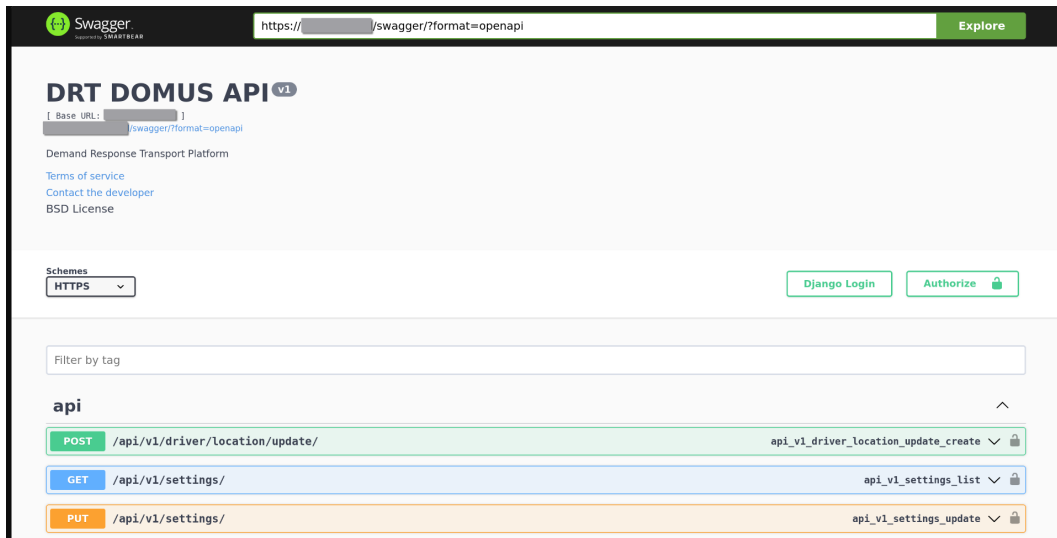 Swagger.
Supported by SMARTBEAR
https:// /swagger/?format=openapi
Explore
DRT DOMUS API v1
[ Base URL: ]
/swagger/?format=openapi
Demand Response Transport Platform
Terms of service
Contact the developer
BSD License
Schemes
HTTPS
Django Login
Authorize
Filter by tag
api
POST /api/v1/driver/location/update/ api_v1_driver_location_update_create
GET /api/v1/settings/ api_v1_settings_list
PUT /api/v1/settings/ api_v1_settings_update